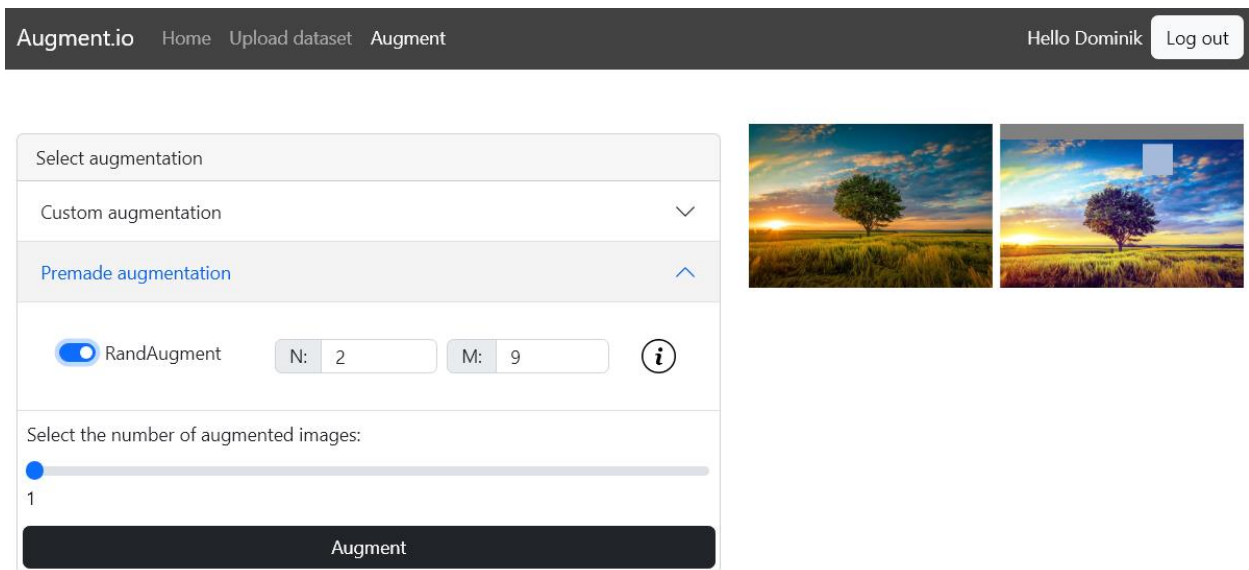 Augment.io Home Upload dataset Augment Hello Dominik Log out
Select augmentation
Custom augmentation
Premade augmentation
RandAugment N: 2 M: 9 i
Select the number of augmented images:
1
Augment